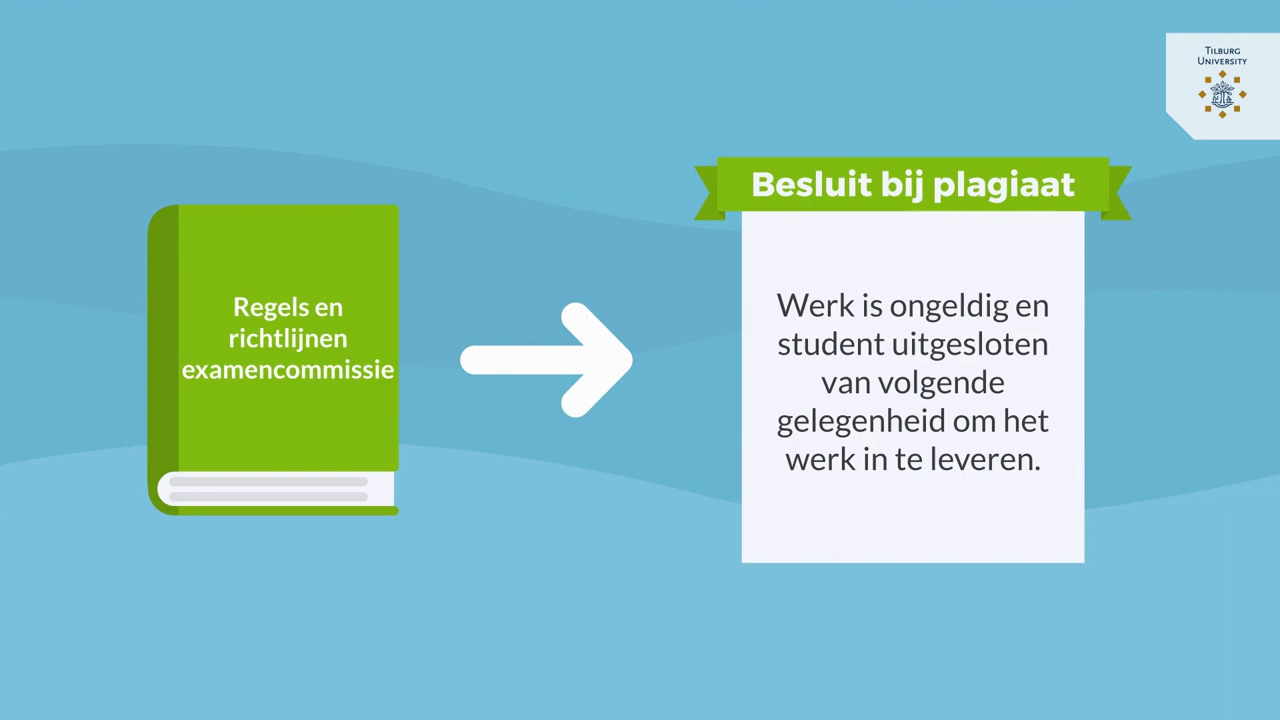 TILBURG
UNIVERSITY
Besluit bij plagiaat
Regels en
richtlijnen
examencommissie
Werk is ongeldig en
student uitgesloten
van volgende
gelegenheid om het
werk in te leveren.